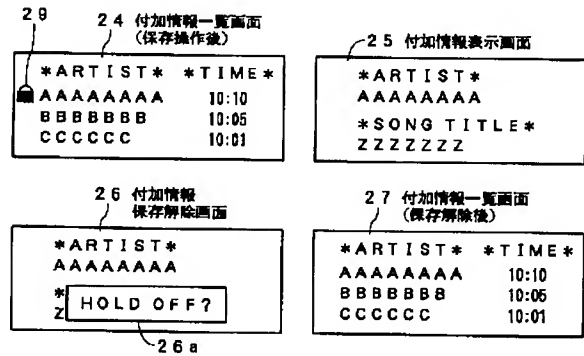 29
24 付加情報一覧画面
(保存操作後)
*ARTIST* *TIME*
AAAAAAAA 10:10
BBBBBBB 10:05
CCCCCC 10:01
25 付加情報表示画面
*ARTIST*
AAAAAAAA
*SONG TITLE*
ZZZZZZZ
26 付加情報
保存解除画面
*ARTIST*
AAAAAAAA
*
Z
HOLD OFF?
26a
27 付加情報一覧画面
(保存解除後)
*ARTIST* *TIME*
AAAAAAAA 10:10
BBBBBBB 10:05
CCCCCC 10:01